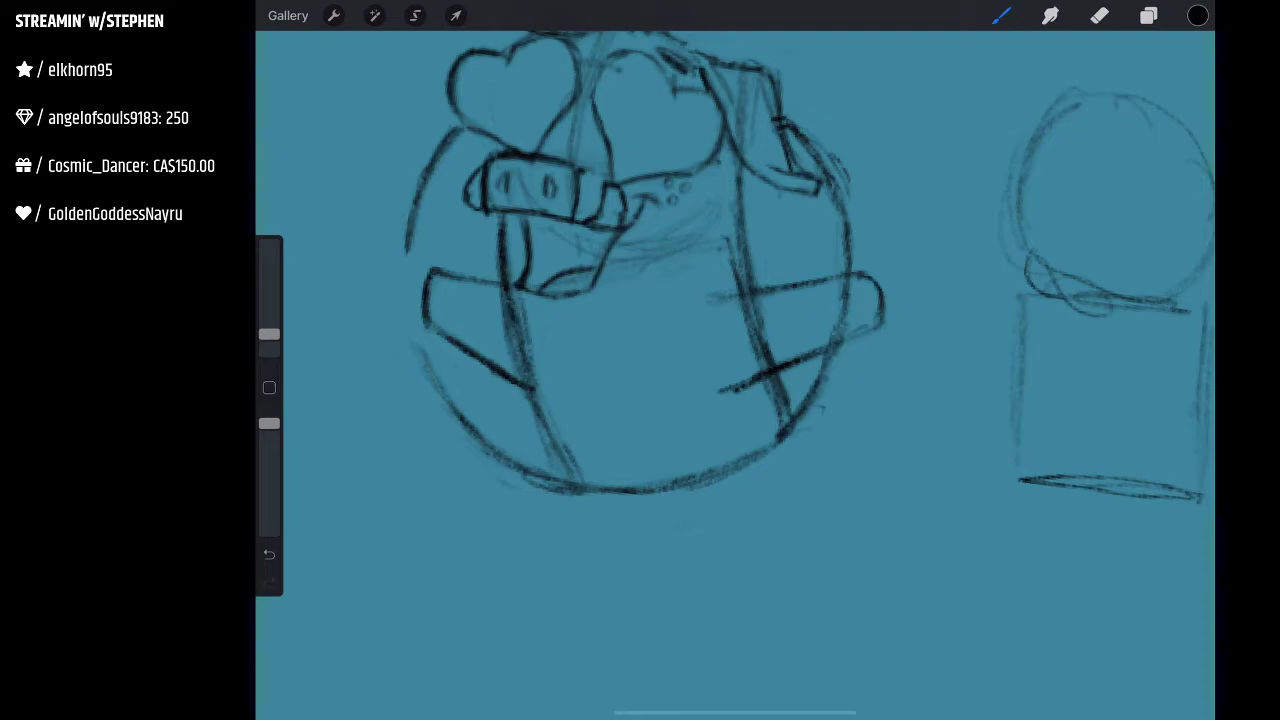 STREAMIN' w/STEPHEN
/ elkhorn95
/ angelofsouls9183: 250
/ Cosmic_Dancer: CA$150.00
/ GoldenGoddessNayru
Gallery